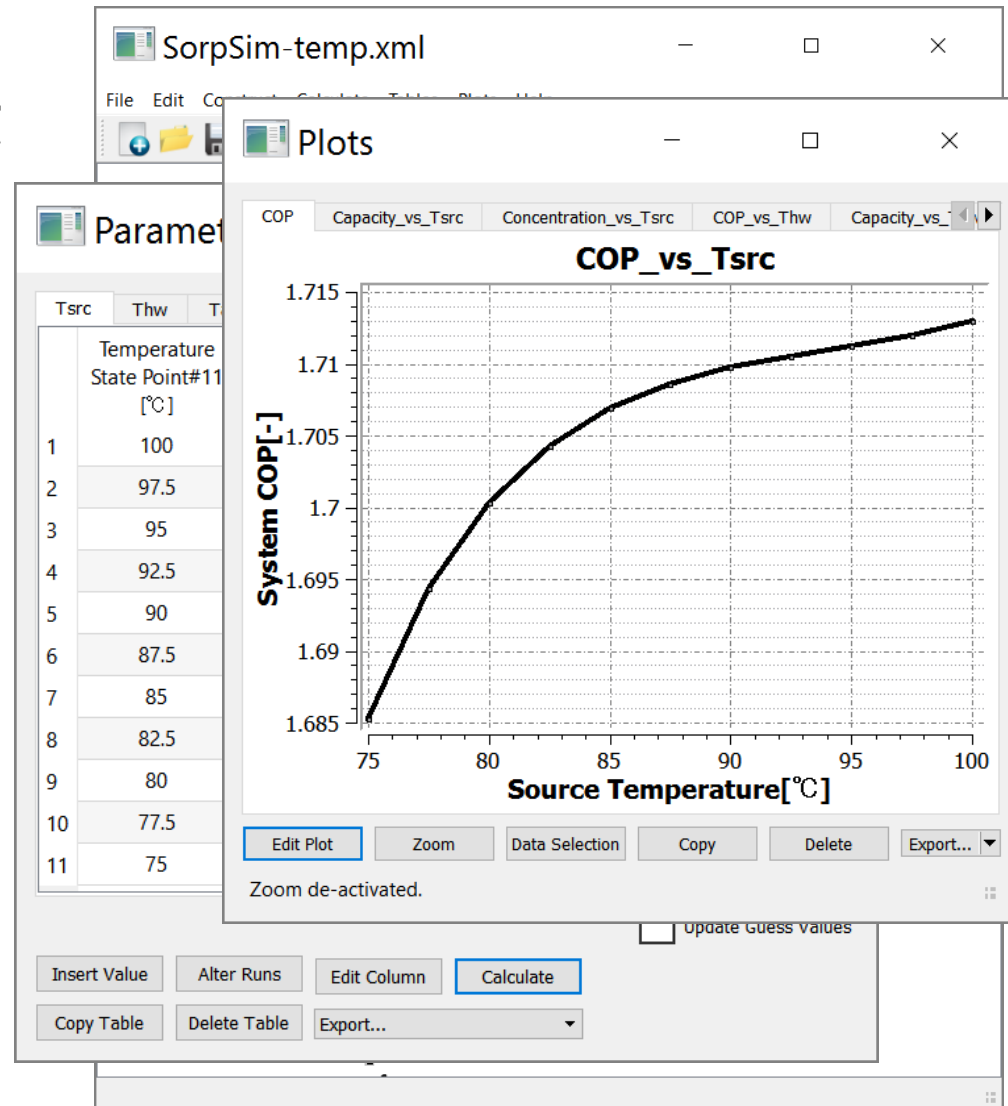 SorpSim-temp.xml
File Edit
Plots
COP Capacity_vs_Tsrc Concentration_vs_Tsrc COP_vs_Thw
COP_vs_Tsrc
System COP[-]
1.715
1.71
1.705
1.7
1.695
1.69
1.685
75 80 85 90 95 100
Source Temperature[℃]
Edit Plot Zoom Data Selection Copy Delete Export...
Zoom de-activated.
Tsrc Thw
Temperature
State Point#11
[℃]
1 100
2 97.5
3 95
4 92.5
5 90
6 87.5
7 85
8 82.5
9 80
10 77.5
11 75
Update Guess Values
Insert Value Alter Runs Edit Column Calculate
Copy Table Delete Table Export...